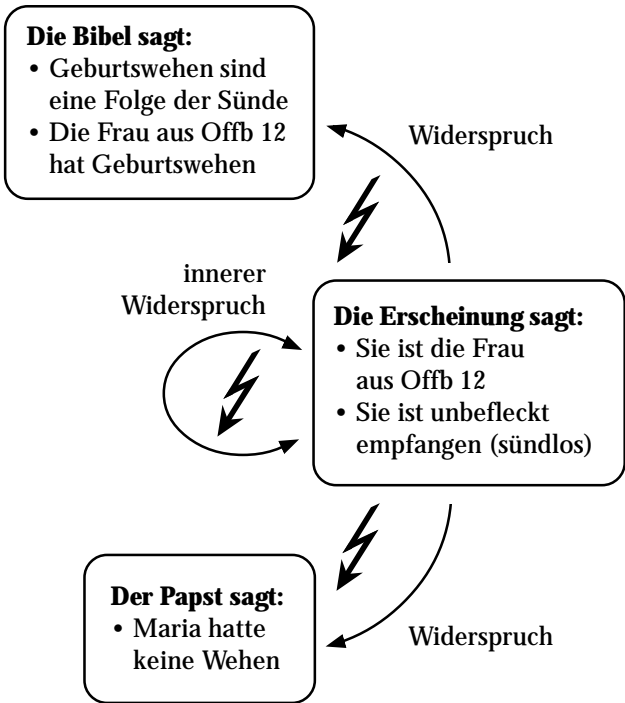 Die Bibel sagt:
• Geburtswehen sind
eine Folge der Sünde
• Die Frau aus Offb 12
hat Geburtswehen
Widerspruch
innerer
Widerspruch
Die Erscheinung sagt:
• Sie ist die Frau
aus Offb 12
• Sie ist unbefleckt
empfangen (sündlos)
Der Papst sagt:
• Maria hatte
keine Wehen
Widerspruch